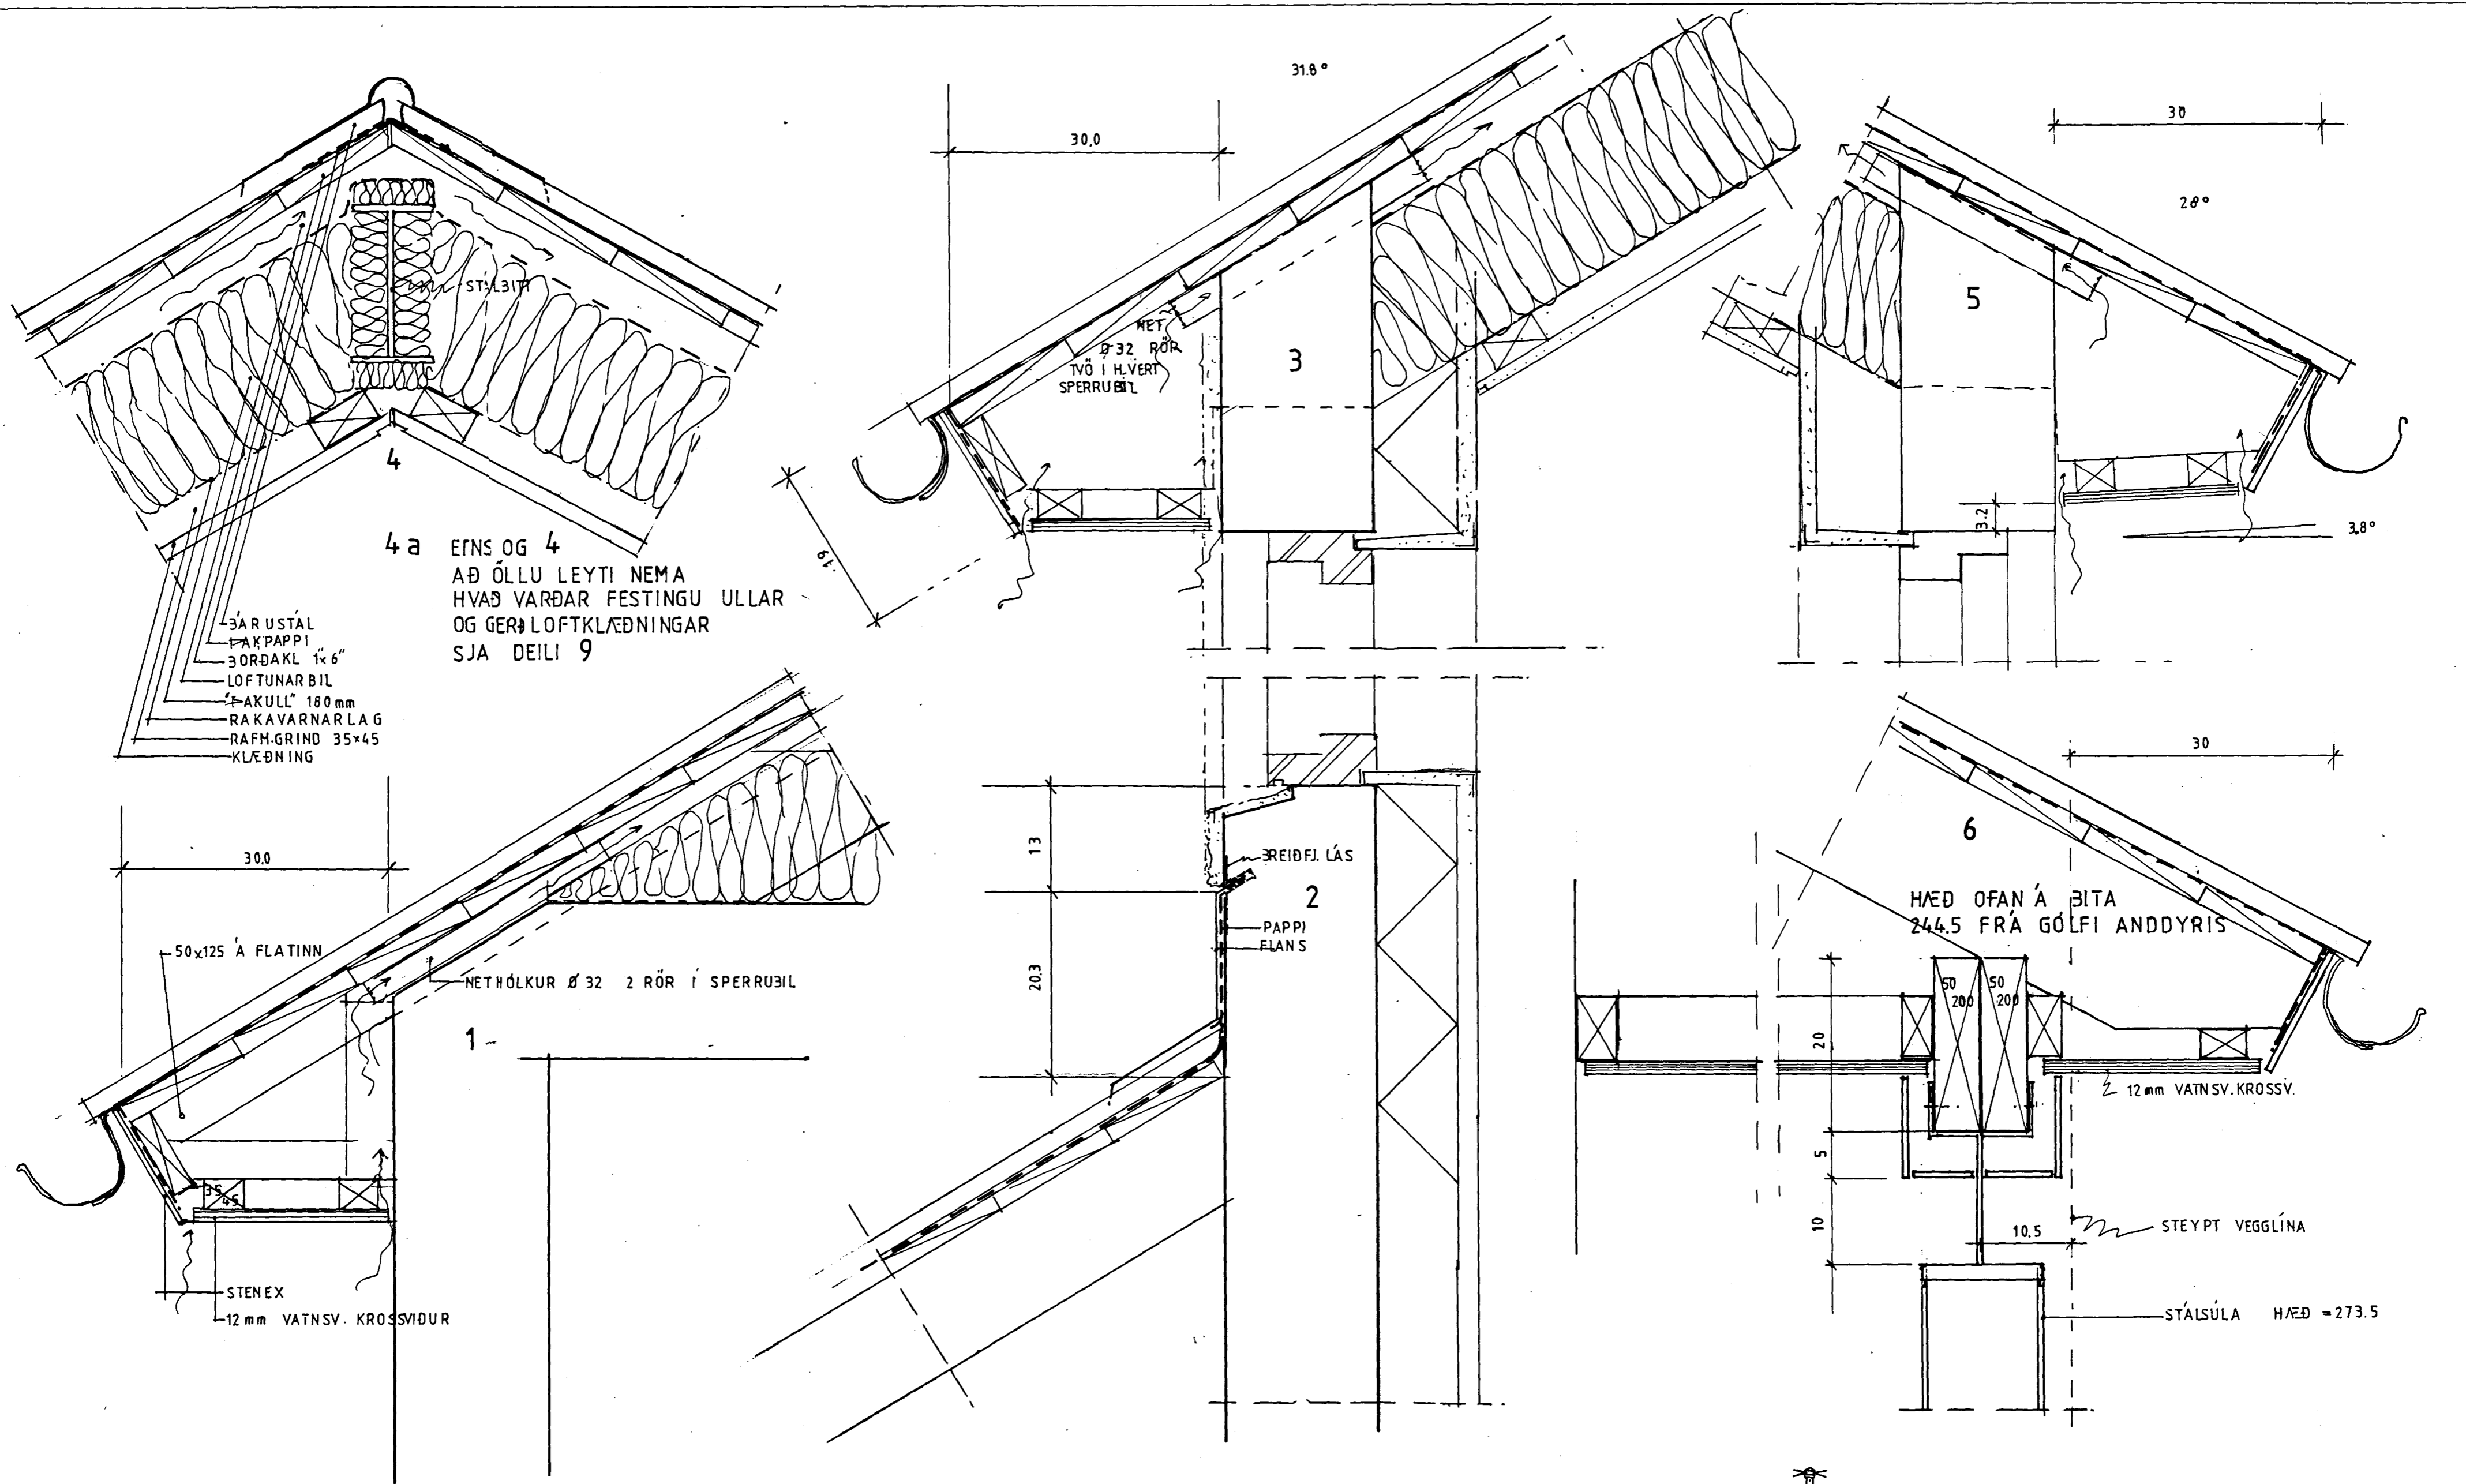 STÁLBITI
4
4a EINS OG 4
AÐ ÖLLU LEYTI NEMA
HVAÐ VARÐAR FESTINGU ULLAR
OG GERÐ LOFTKLÆÐNINGAR
SJA DEILI 9
BÁRUSTÁL
ÞAKPAPPI
BORÐAKL 1"x6"
LOFTUNARBIL
"ÞAKULL" 180mm
RAKAVARNARLAG
RAFM.GRIND 35x45
KLÆÐNING
31.8°
30,0
NET
Ø 32 RÖR
TVÖ Í HVERT
SPERRUBIL
3
19
30
28°
5
3.2
3,8°
30.0
50x125 Á FLATINN
NETHÓLKUR Ø 32 2 RÖR Í SPERRUBIL
1
35
45
STENEX
12 mm VATNSV. KROSSVIÐUR
13
BREIÐFJ. LÁS
2
PAPPI
FLANS
20,3
30
6
HÆÐ OFAN Á BITA
244.5 FRÁ GÓLFI ANDDYRIS
50
200
50
200
20
12 mm VATNSV. KROSSV.
5
10
10.5
STEYPT VEGGLÍNA
STÁLSÚLA HÆÐ = 273.5